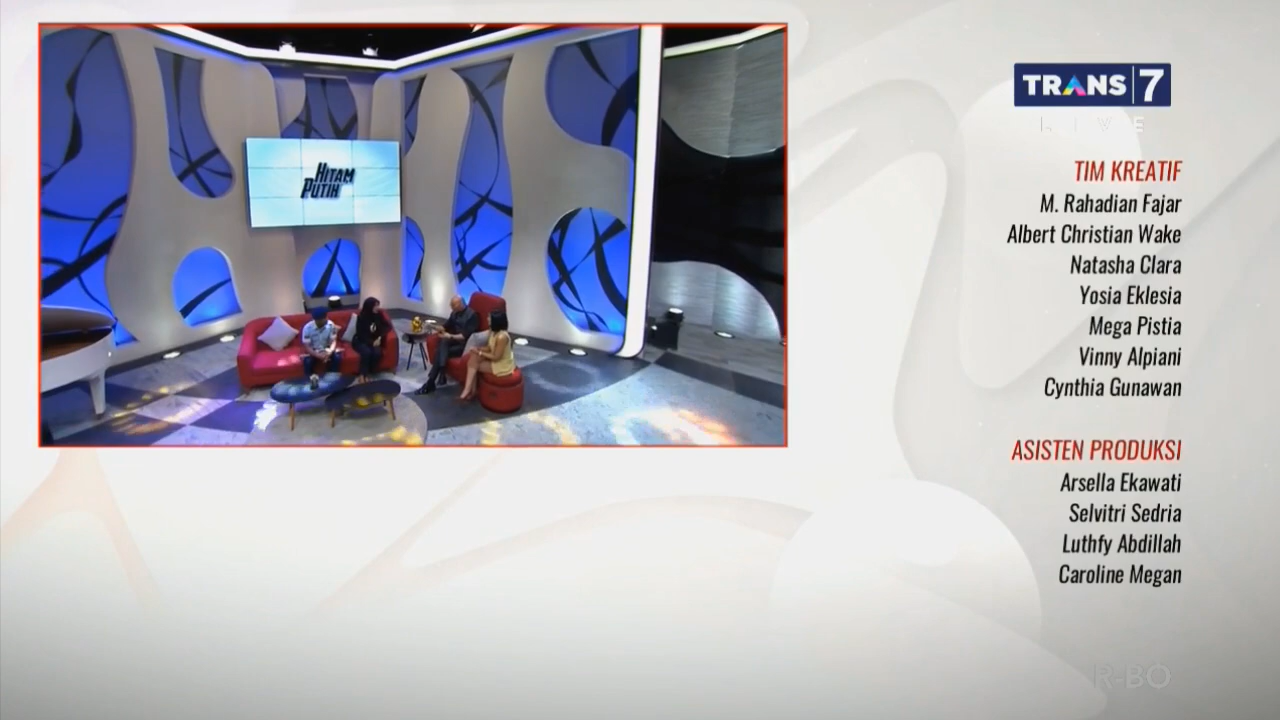 HITAM
PUTIH
TRANS|7
LIVE
TIM KREATIF
M. Rahadian Fajar
Albert Christian Wake
Natasha Clara
Yosia Eklesia
Mega Pistia
Vinny Alpiani
Cynthia Gunawan
ASISTEN PRODUKSI
Arsella Ekawati
Selvitri Sedria
Luthfy Abdillah
Caroline Megan
R-BO